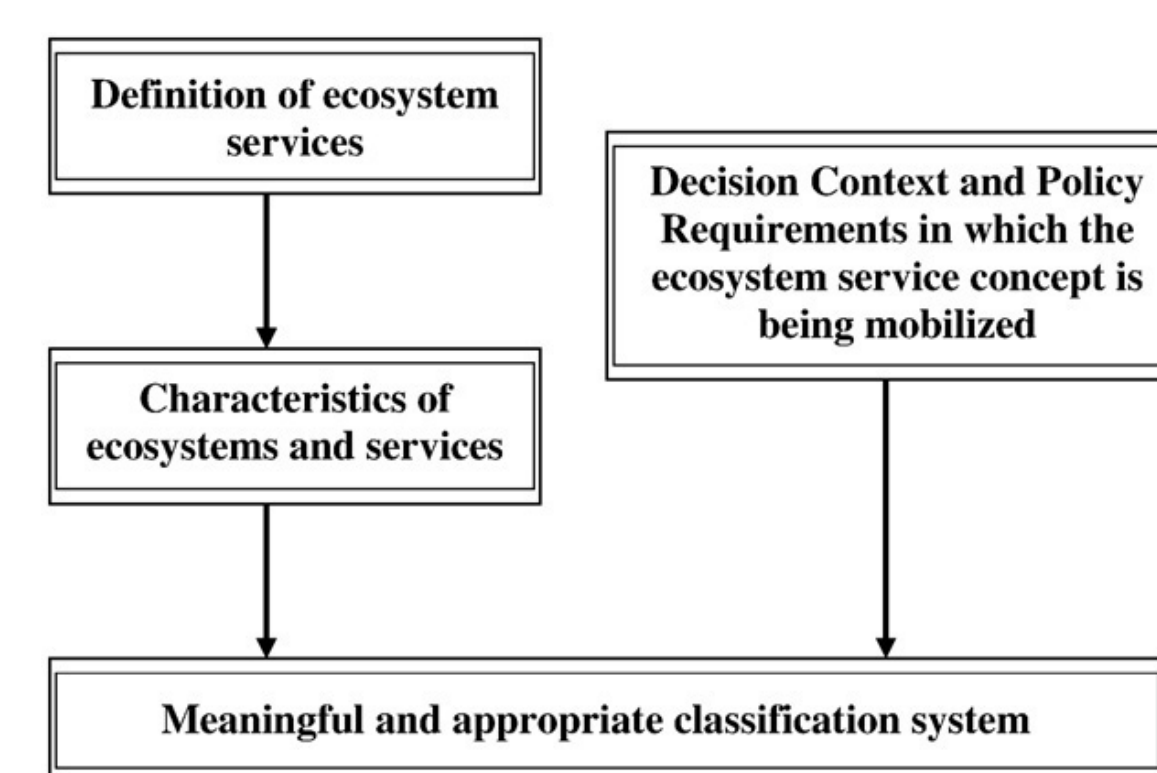 Definition of ecosystem
services
Decision Context and Policy
Requirements in which the
ecosystem service concept is
being mobilized
Characteristics of
ecosystems and services
Meaningful and appropriate classification system